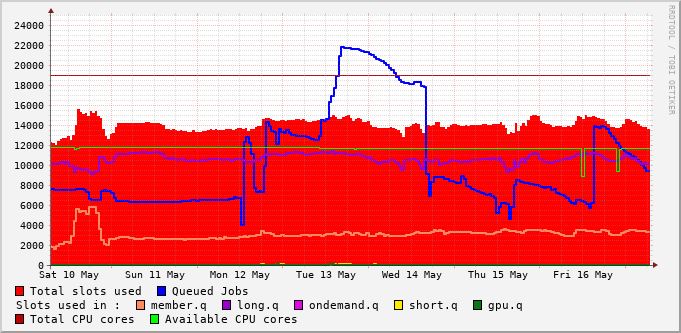 24000
22000
20000
18000
16000
14000
12000
10000
8000
6000
4000
2000
0
Sat 10 May Sun 11 May Mon 12 May Tue 13 May Wed 14 May Thu 15 May Fri 16 May
Total slots used Queued Jobs
Slots used in : member.q long.q ondemand.q short.q gpu.q
Total CPU cores Available CPU cores
RRDTOOL / TOBI OETIKER